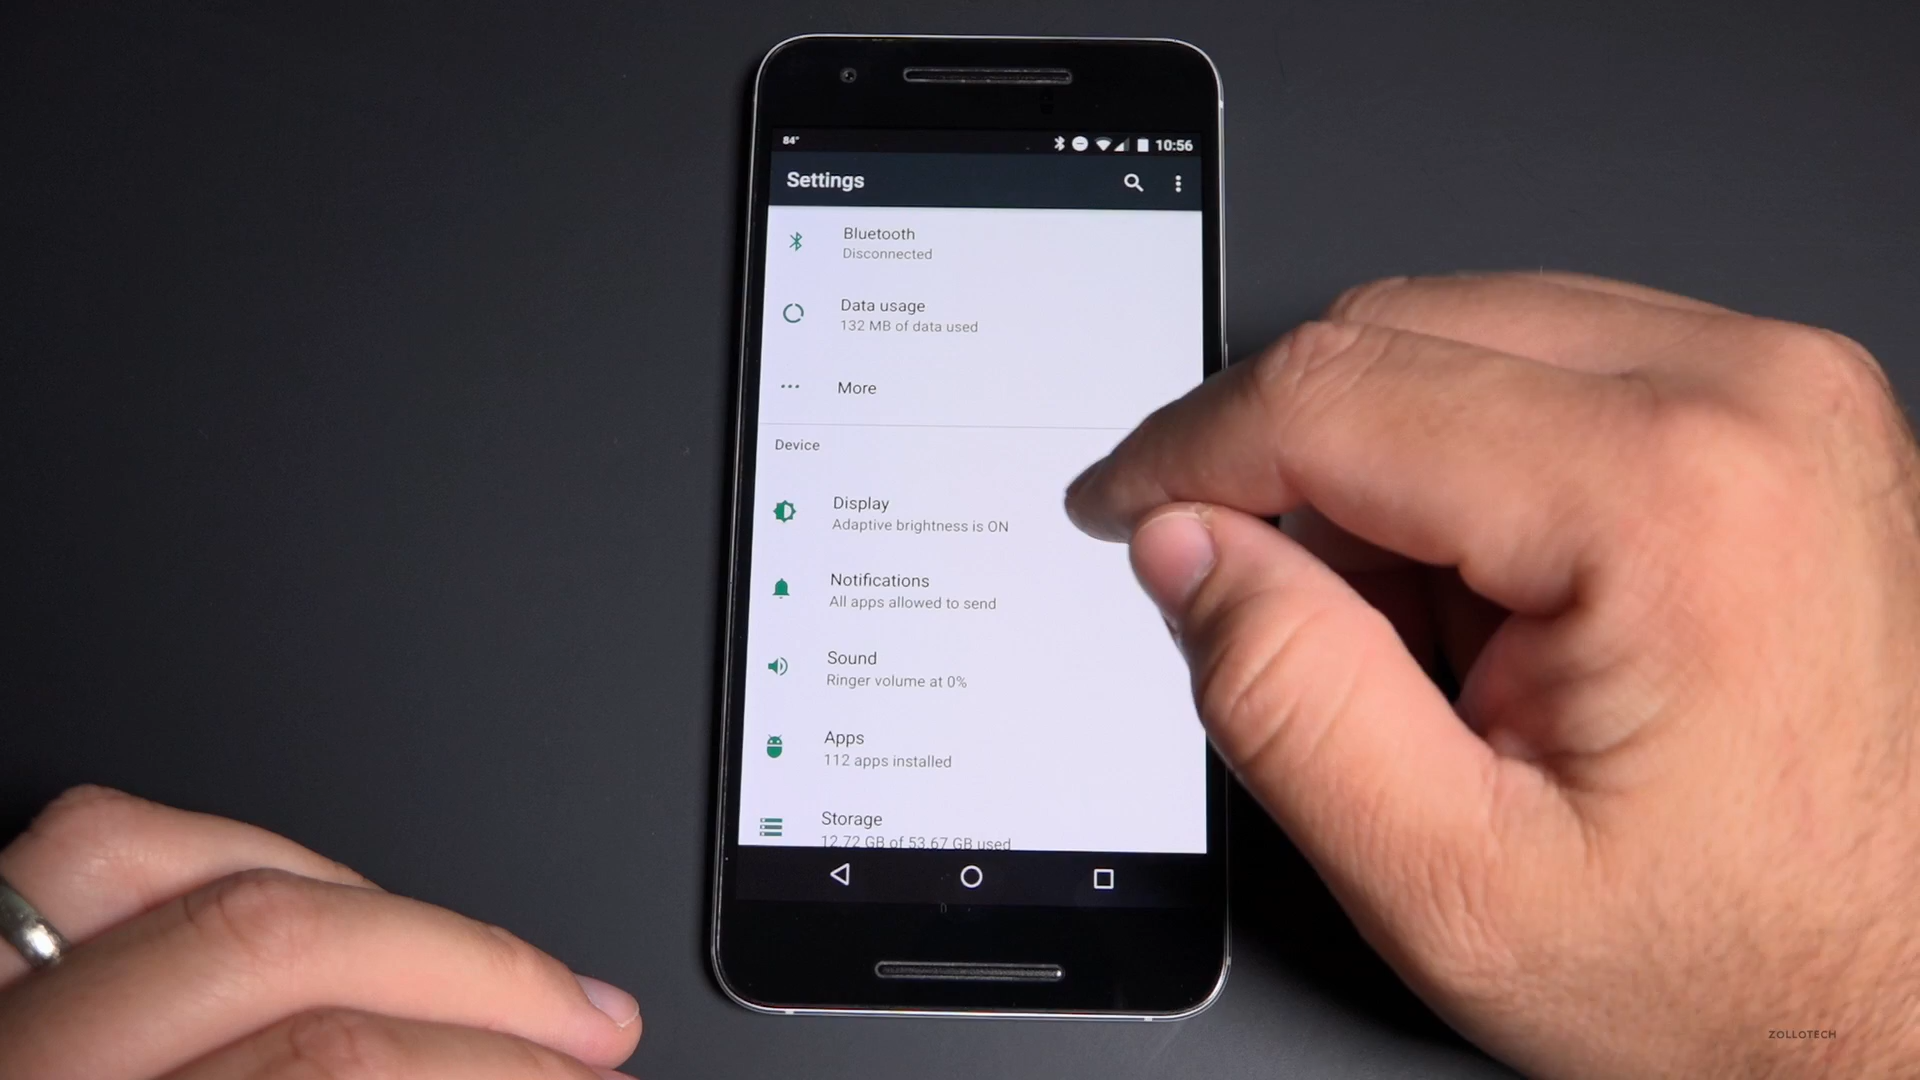 84°
10:56
Settings
Bluetooth
Disconnected
Data usage
132 MB of data used
More
Device
Display
Adaptive brightness is ON
Notifications
All apps allowed to send
Sound
Ringer volume at 0%
Apps
112 apps installed
Storage
12.72 GB of 53.67 GB used
ZOLLOTECH